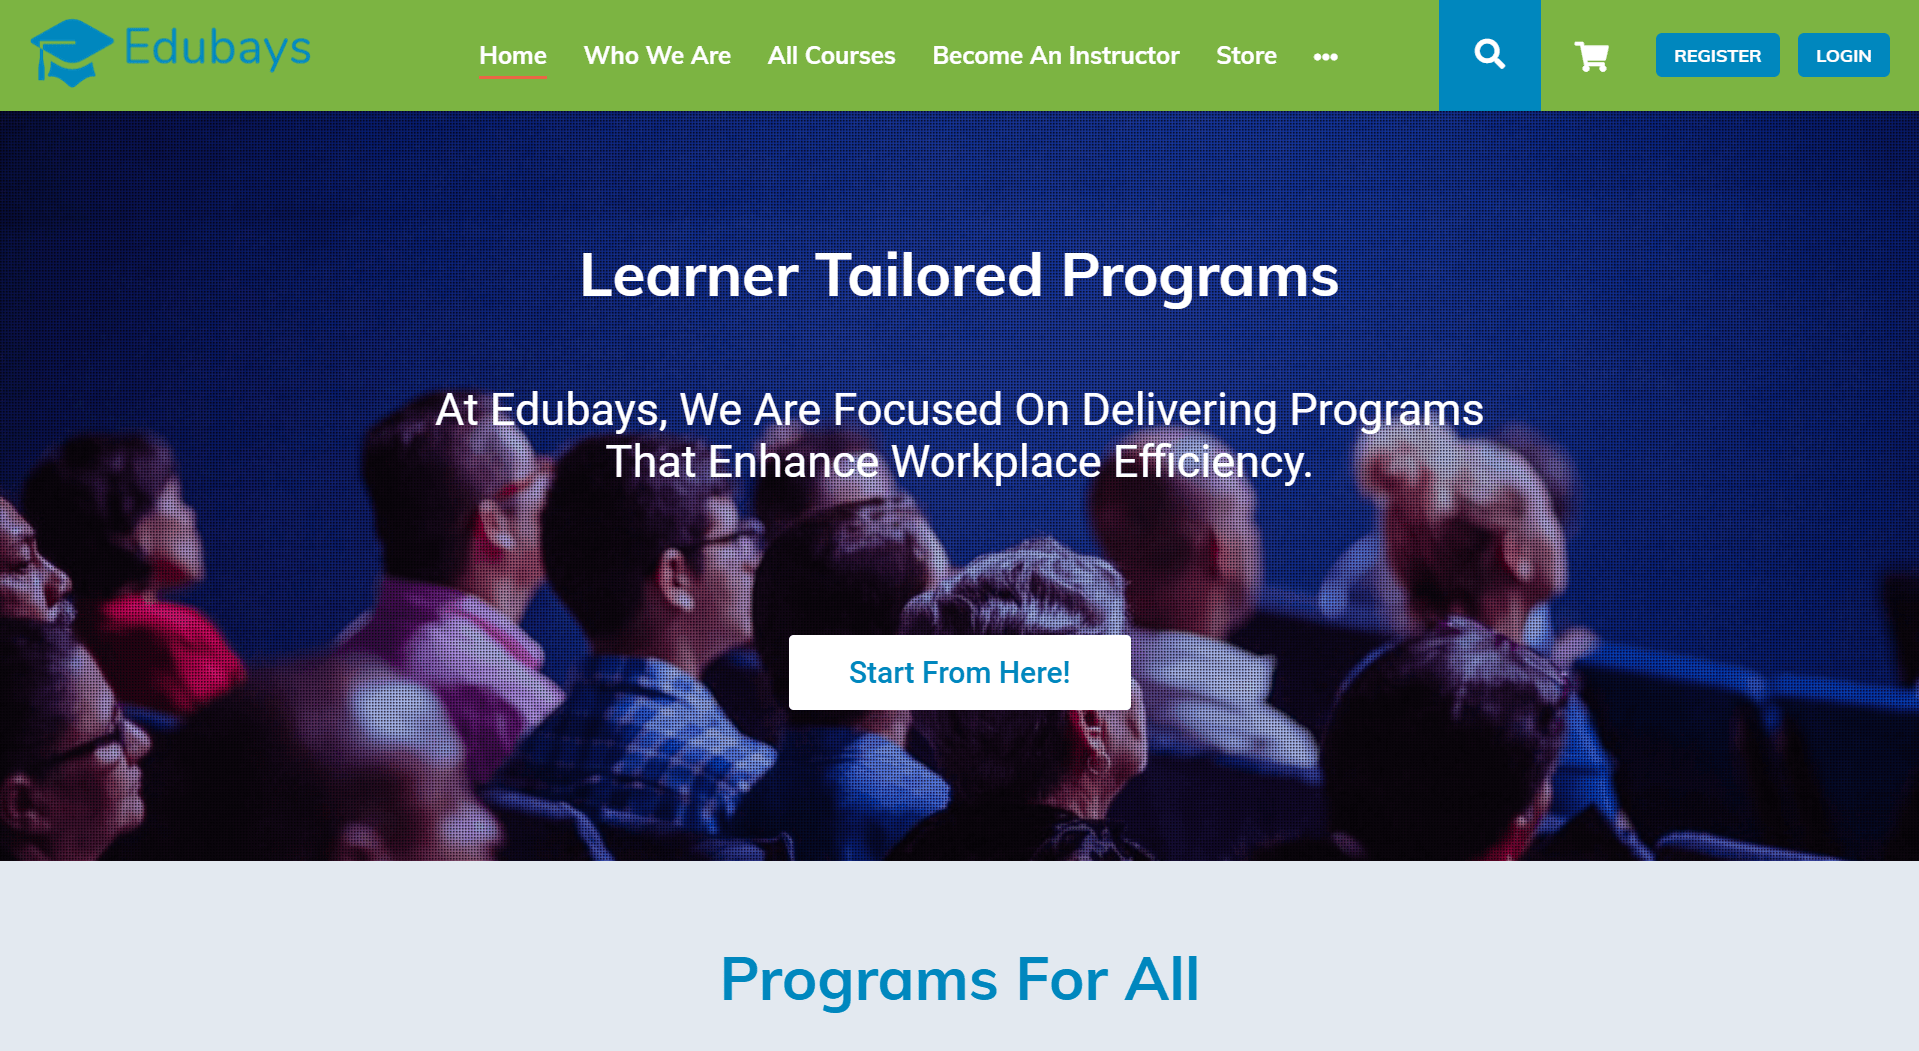 Edubays
Home Who We Are All Courses Become An Instructor Store
REGISTER LOGIN
Learner Tailored Programs
At Edubays, We Are Focused On Delivering Programs
That Enhance Workplace Efficiency.
Start From Here!
Programs For All